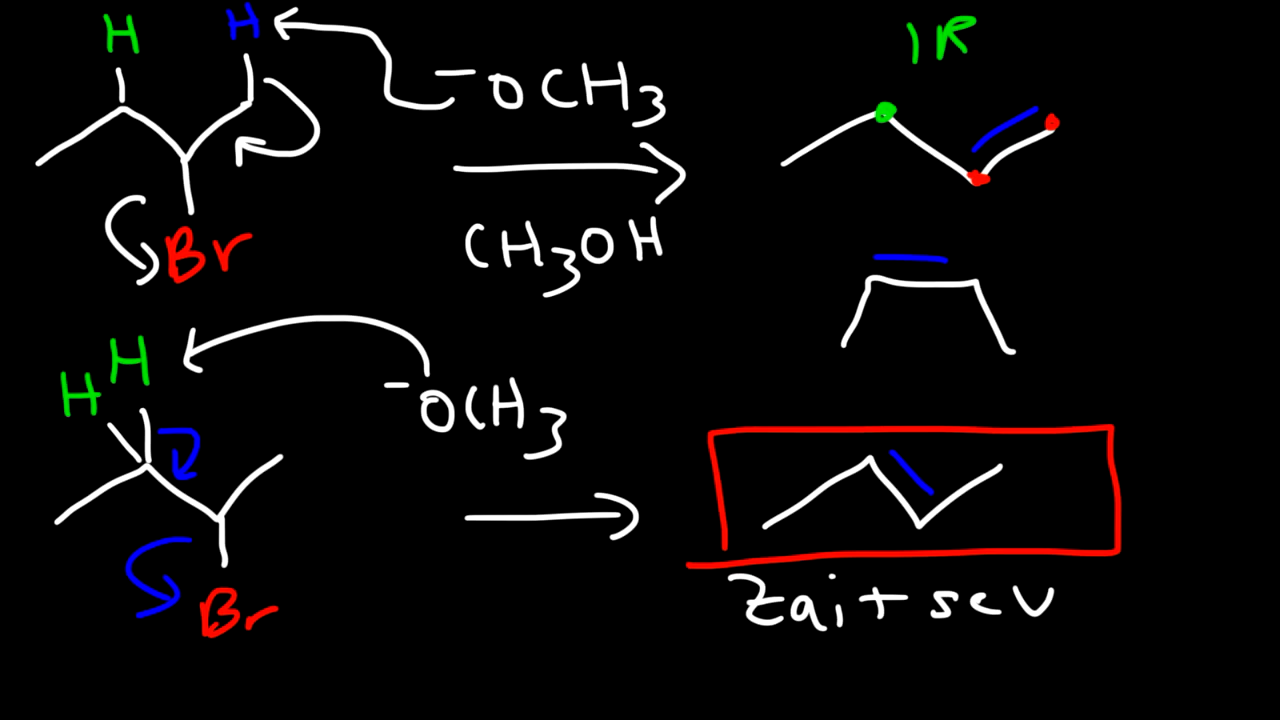 H H ⁻OCH3 1R
CH3OH
Br
H H ⁻OCH3
Br
Zaitsev